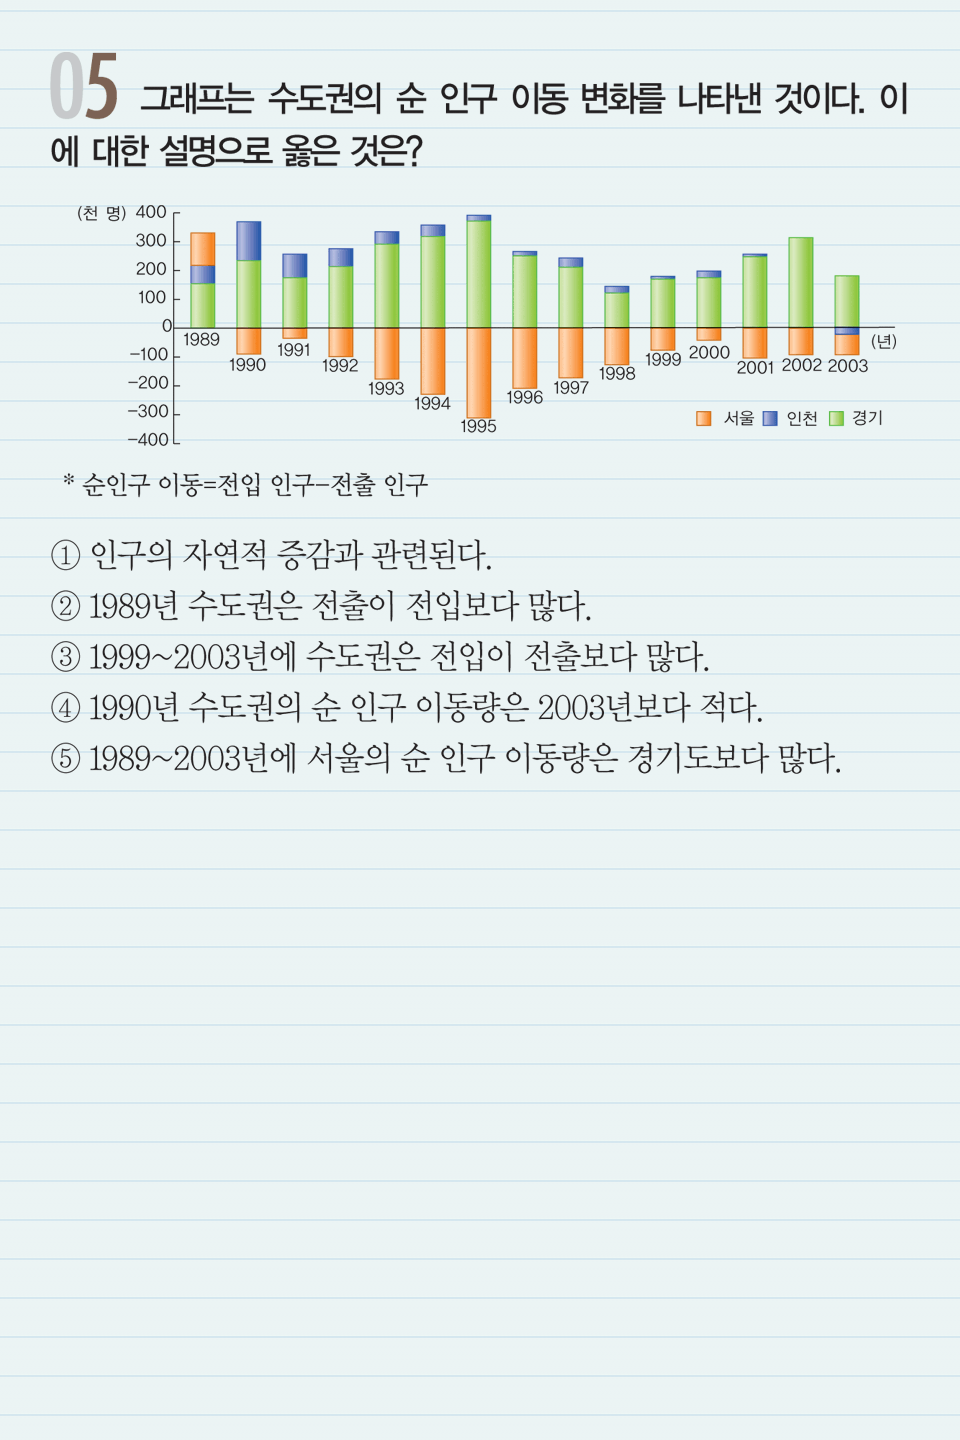 05 그래프는 수도권의 순 인구 이동 변화를 나타낸 것이다. 이
에 대한 설명으로 옳은 것은?
(천 명) 400
300
200
100
0
-100
-200
-300
-400
1989
1990
1991
1992
1993
1994
1995
1996
1997
1998
1999
2000
2001
2002
2003
(년)
서울 인천 경기
* 순인구 이동=전입 인구-전출 인구
① 인구의 자연적 증감과 관련된다.
② 1989년 수도권은 전출이 전입보다 많다.
③ 1999~2003년에 수도권은 전입이 전출보다 많다.
④ 1990년 수도권의 순 인구 이동량은 2003년보다 적다.
⑤ 1989~2003년에 서울의 순 인구 이동량은 경기도보다 많다.